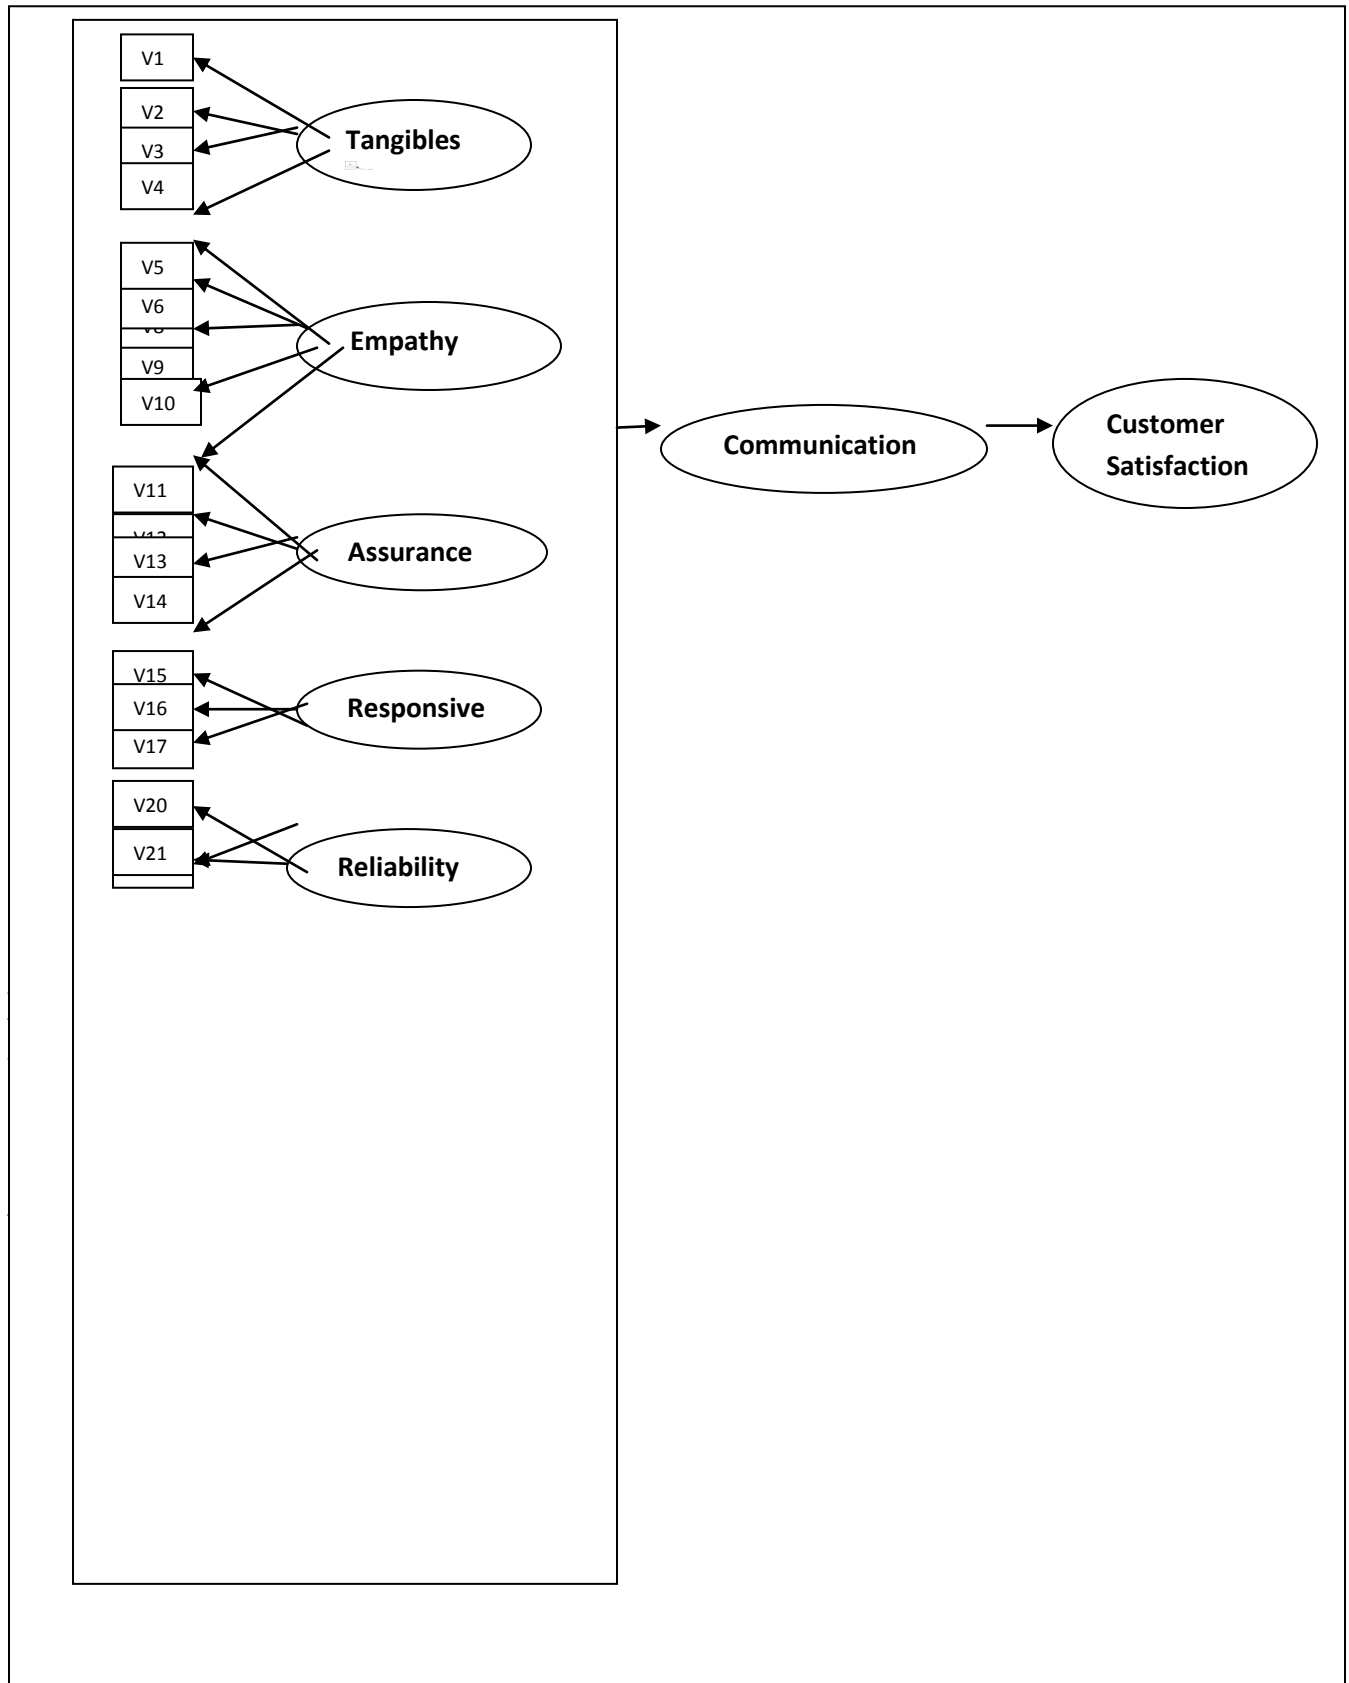 V1
V2
V3
V4
Tangibles
V5
V6
V9
V10
Empathy
V11
V13
V14
Assurance
V15
V16
V17
Responsive
V20
V21
Reliability
Communication
Customer
Satisfaction